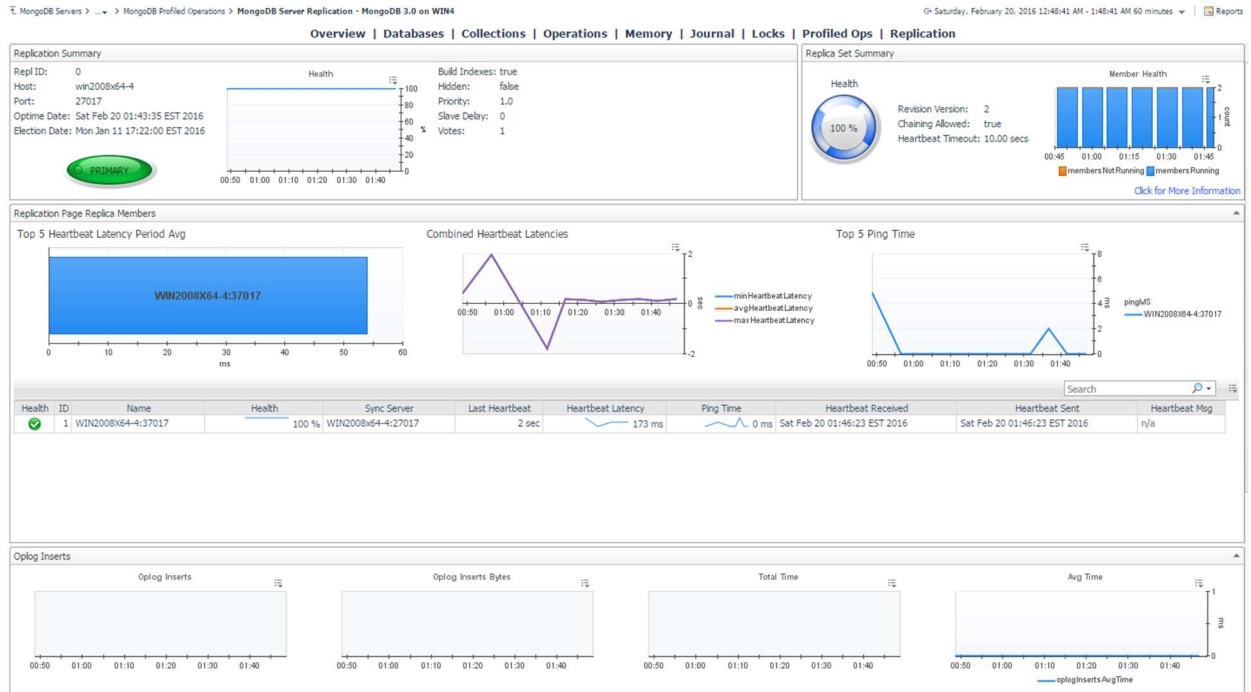 MongoDB Servers > ... > MongoDB Profiled Operations > MongoDB Server Replication - MongoDB 3.0 on WIN4
Saturday, February 20, 2016 12:48:41 AM - 1:48:41 AM 60 minutes
Reports
Overview | Databases | Collections | Operations | Memory | Journal | Locks | Profiled Ops | Replication
Replication Summary
Repl ID: 0
Host: win2008x64-4
Port: 27017
Optime Date: Sat Feb 20 01:43:35 EST 2016
Election Date: Mon Jan 11 17:22:00 EST 2016
PRIMARY
Health
100
80
60
40
20
0
%
00:50 01:00 01:10 01:20 01:30 01:40
Build Indexes: true
Hidden: false
Priority: 1.0
Slave Delay: 0
Votes: 1
Replica Set Summary
Health
100 %
Revision Version: 2
Chaining Allowed: true
Heartbeat Timeout: 10.00 secs
Member Health
2
1
0
count
00:45 01:00 01:15 01:30 01:45
membersNotRunning membersRunning
Click for More Information
Replication Page Replica Members
Top 5 Heartbeat Latency Period Avg
WIN2008X64-4:37017
0 10 20 30 40 50 60
ms
Combined Heartbeat Latencies
2
0
-2
sec
00:50 01:00 01:10 01:20 01:30 01:40
minHeartbeatLatency
avgHeartbeatLatency
maxHeartbeatLatency
Top 5 Ping Time
8
6
4
2
0
ms
00:50 01:00 01:10 01:20 01:30 01:40
pingMS
WIN2008X64-4:37017
Search
Health ID Name Health Sync Server Last Heartbeat Heartbeat Latency Ping Time Heartbeat Received Heartbeat Sent Heartbeat Msg
1 WIN2008X64-4:37017 100 % WIN2008x64-4:27017 2 sec 173 ms 0 ms Sat Feb 20 01:46:23 EST 2016 Sat Feb 20 01:46:23 EST 2016 n/a
Oplog Inserts
Oplog Inserts
00:50 01:00 01:10 01:20 01:30 01:40
Oplog Inserts Bytes
00:50 01:00 01:10 01:20 01:30 01:40
Total Time
00:50 01:00 01:10 01:20 01:30 01:40
Avg Time
1
0
ms
00:50 01:00 01:10 01:20 01:30 01:40
oplogInsertsAvgTime